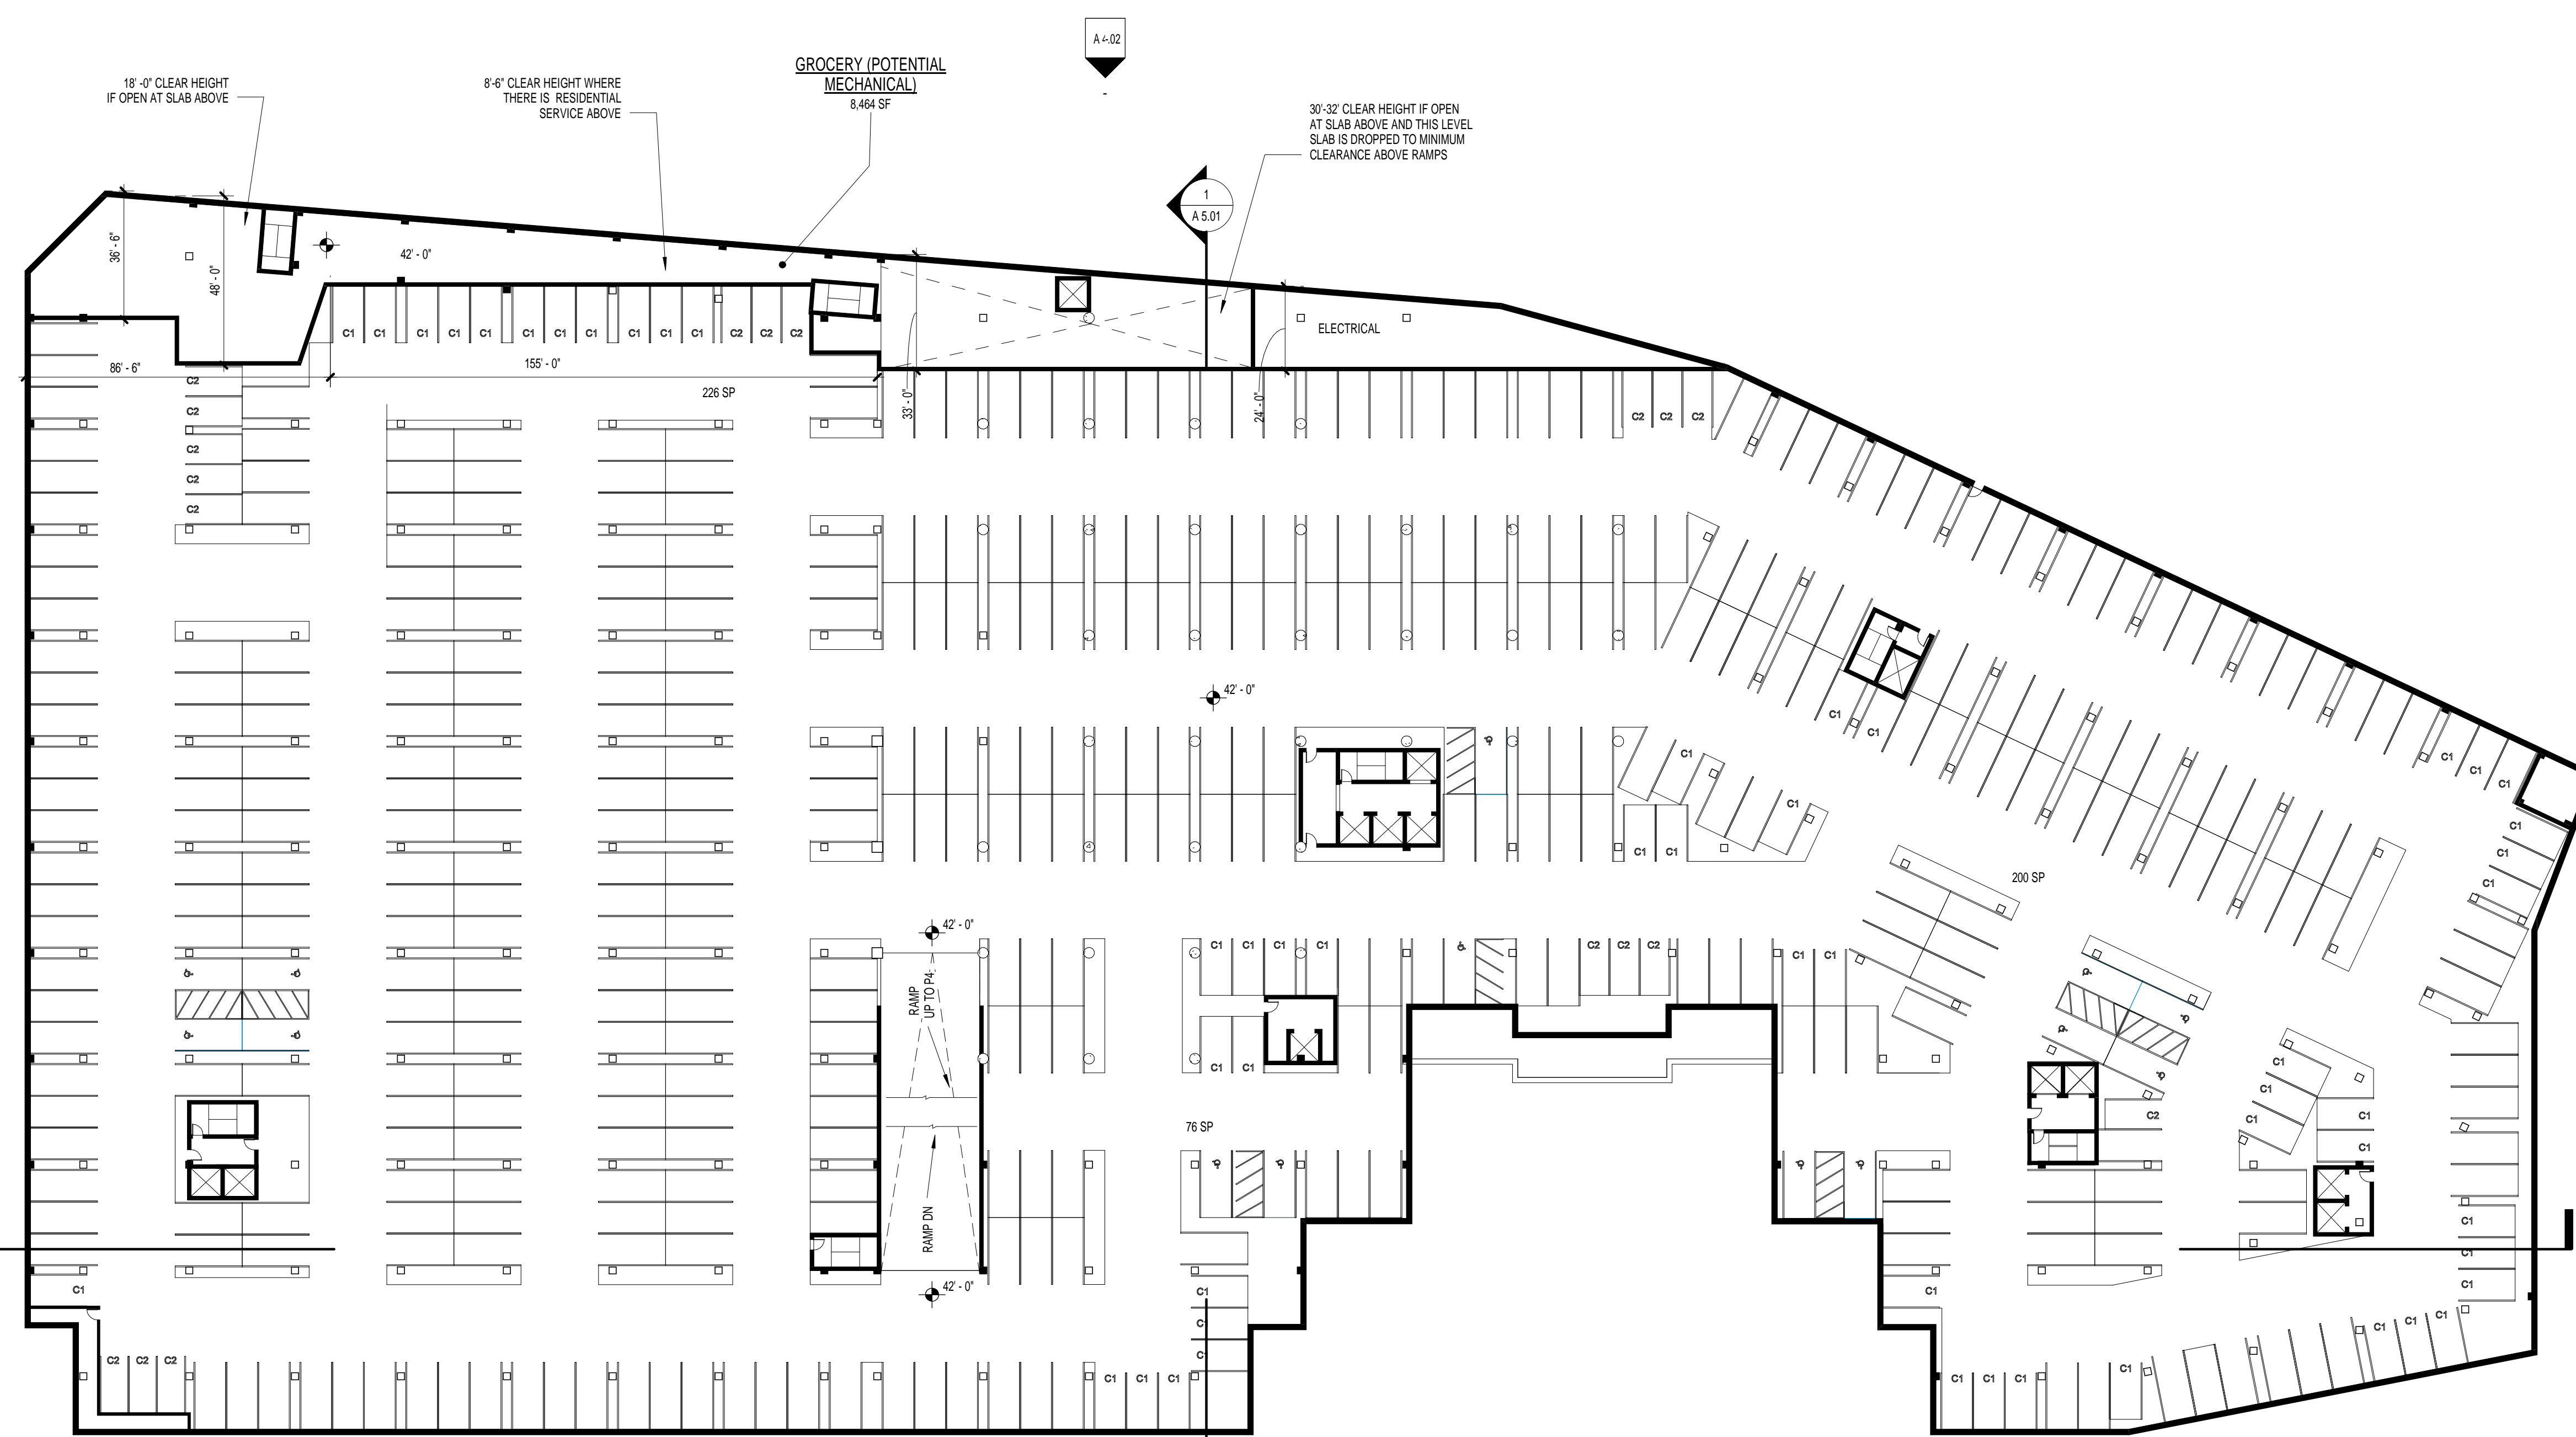 A 4.02
-
GROCERY (POTENTIAL
MECHANICAL)
8,464 SF
18' -0" CLEAR HEIGHT
IF OPEN AT SLAB ABOVE
8'-6" CLEAR HEIGHT WHERE
THERE IS RESIDENTIAL
SERVICE ABOVE
30'-32' CLEAR HEIGHT IF OPEN
AT SLAB ABOVE AND THIS LEVEL
SLAB IS DROPPED TO MINIMUM
CLEARANCE ABOVE RAMPS
1
A 5.01
36' - 6"
48' - 0"
42' - 0"
ELECTRICAL
C1 C1 C1 C1 C1 C1 C1 C1 C1 C1 C1 C2 C2 C2
86' - 6"
155' - 0"
226 SP
33' - 0"
24' - 0"
C2
C2
C2
C2
C2
C2 C2 C2
42' - 0"
C1
C1
C1
C1
C1 C1
C1
C1
C1
C1
C1
C1
200 SP
42' - 0"
RAMP
UP TO P4
C1 C1 C1 C1
C2 C2 C2
C1 C1
C1 C1
76 SP
RAMP DN
42' - 0"
C1
C1
C1
C2
C1
C1
C1
C1
C1
C1
C1
C1
C1
C1
C2 C2 C2
C1 C1 C1
C1 C1 C1
C1
C1
C1
C1